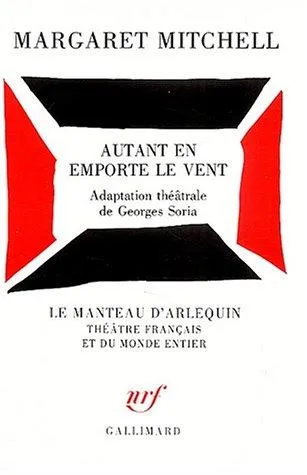 MARGARET MITCHELL
AUTANT EN
EMPORTE LE VENT
Adaptation théâtrale
de Georges Soria
LE MANTEAU D'ARLEQUIN
THÉÂTRE FRANÇAIS
ET DU MONDE ENTIER
nrf
GALLIMARD